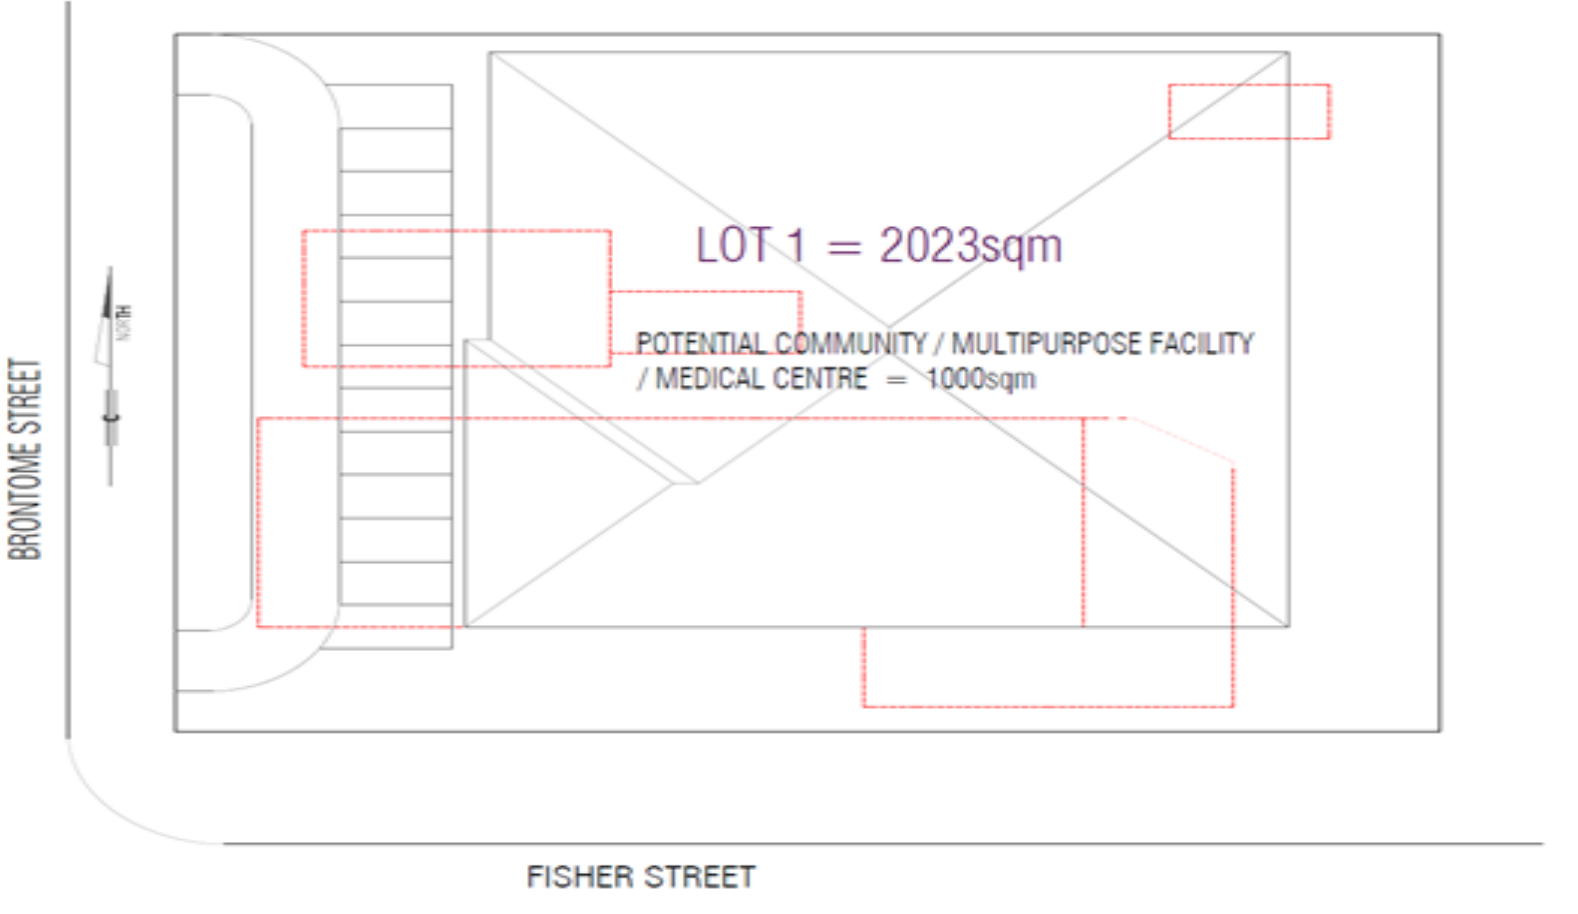 LOT 1 = 2023sqm
POTENTIAL COMMUNITY / MULTIPURPOSE FACILITY
/ MEDICAL CENTRE = 1000sqm
NORTH
BRONTOME STREET
FISHER STREET